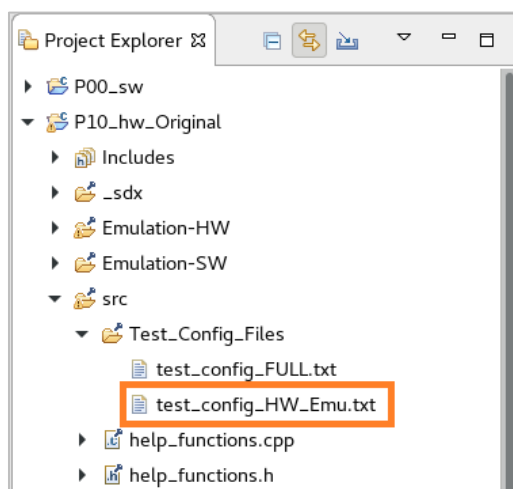 Project Explorer
P00_sw
P10_hw_Original
Includes
_sdx
Emulation-HW
Emulation-SW
src
Test_Config_Files
test_config_FULL.txt
test_config_HW_Emu.txt
help_functions.cpp
help_functions.h